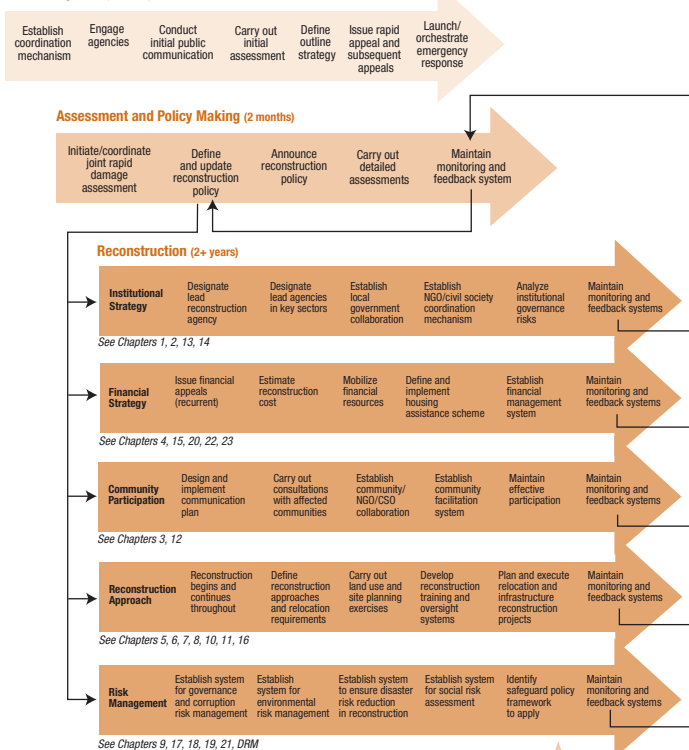 Establish
coordination
mechanism
Engage
agencies
Conduct
initial public
communication
Carry out
initial
assessment
Define
outline
strategy
Issue rapid
appeal and
subsequent
appeals
Launch/
orchestrate
emergency
response
Assessment and Policy Making (2 months)
Initiate/coordinate
joint rapid
damage
assessment
Define
and update
reconstruction
policy
Announce
reconstruction
policy
Carry out
detailed
assessments
Maintain
monitoring and
feedback system
Reconstruction (2+ years)
Institutional
Strategy
Designate
lead
reconstruction
agency
Designate
lead agencies
in key sectors
Establish
local
government
collaboration
Establish
NGO/civil society
coordination
mechanism
Analyze
institutional
governance
risks
Maintain
monitoring and
feedback systems
See Chapters 1, 2, 13, 14
Financial
Strategy
Issue financial
appeals
(recurrent)
Estimate
reconstruction
cost
Mobilize
financial
resources
Define and
implement
housing
assistance scheme
Establish
financial
management
system
Maintain
monitoring and
feedback systems
See Chapters 4, 15, 20, 22, 23
Community
Participation
Design and
implement
communication
plan
Carry out
consultations
with affected
communities
Establish
community/
NGO/CSO
collaboration
Establish
community
facilitation
system
Maintain
effective
participation
Maintain
monitoring and
feedback systems
See Chapters 3, 12
Reconstruction
Approach
Reconstruction
begins and
continues
throughout
Define
reconstruction
approaches
and relocation
requirements
Carry out
land use and
site planning
exercises
Develop
reconstruction
training and
oversight
systems
Plan and execute
relocation and
infrastructure
reconstruction
projects
Maintain
monitoring and
feedback systems
See Chapters 5, 6, 7, 8, 10, 11, 16
Risk
Management
Establish system
for governance
and corruption
risk management
Establish
system for
environmental
risk management
Establish system
to ensure disaster
risk reduction
in reconstruction
Establish system
for social risk
assessment
Identify
safeguard policy
framework
to apply
Maintain
monitoring and
feedback systems
See Chapters 9, 17, 18, 19, 21, DRM